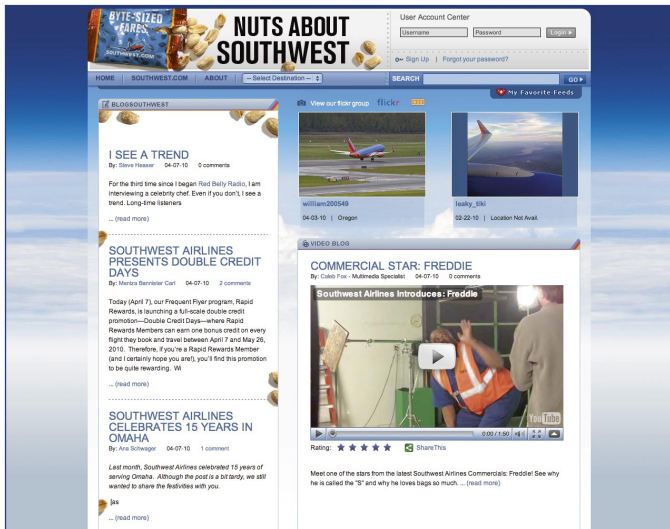 BYTE-SIZED
FARES
SOUTHWEST.COM
NUTS ABOUT
SOUTHWEST
User Account Center
Username
Password
Login
Sign Up | Forgot your password?
HOME
SOUTHWEST.COM
ABOUT
-- Select Destination --
SEARCH
GO
My Favorite Feeds
BLOGSOUTHWEST
I SEE A TREND
By: Steve Heaser 04-07-10 0 comments
For the third time since I began Red Belly Radio, I am
interviewing a celebrity chef. Even if you don't, I see a
trend. Long-time listeners
... (read more)
SOUTHWEST AIRLINES
PRESENTS DOUBLE CREDIT
DAYS
By: Meniza Bannister Carl 04-07-10 2 comments
Today (April 7), our Frequent Flyer program, Rapid
Rewards, is launching a full-scale double credit
promotion—Double Credit Days—where Rapid
Rewards Members can earn one bonus credit on every
flight they book and travel between April 7 and May 26,
2010. Therefore, if you're a Rapid Rewards Member
(and I certainly hope you are!), you'll find this promotion
to be quite rewarding. Wi
... (read more)
SOUTHWEST AIRLINES
CELEBRATES 15 YEARS IN
OMAHA
By: Ana Schwager 04-07-10 1 comment
Last month, Southwest Airlines celebrated 15 years of
serving Omaha. Although the post is a bit tardy, we still
wanted to share the festivities with you.
[as
... (read more)
View our flickr group flickr
william200549
04-03-10 | Oregon
leaky_tiki
02-22-10 | Location Not Avail.
VIDEO BLOG
COMMERCIAL STAR: FREDDIE
By: Caleb Fox - Multimedia Specialist 04-07-10 0 comments
Southwest Airlines Introduces: Freddie
YouTube
0:00 / 1:50
Rating:
ShareThis
Meet one of the stars from the latest Southwest Airlines Commercials: Freddie! See why
he is called the "S" and why he loves bags so much. ... (read more)